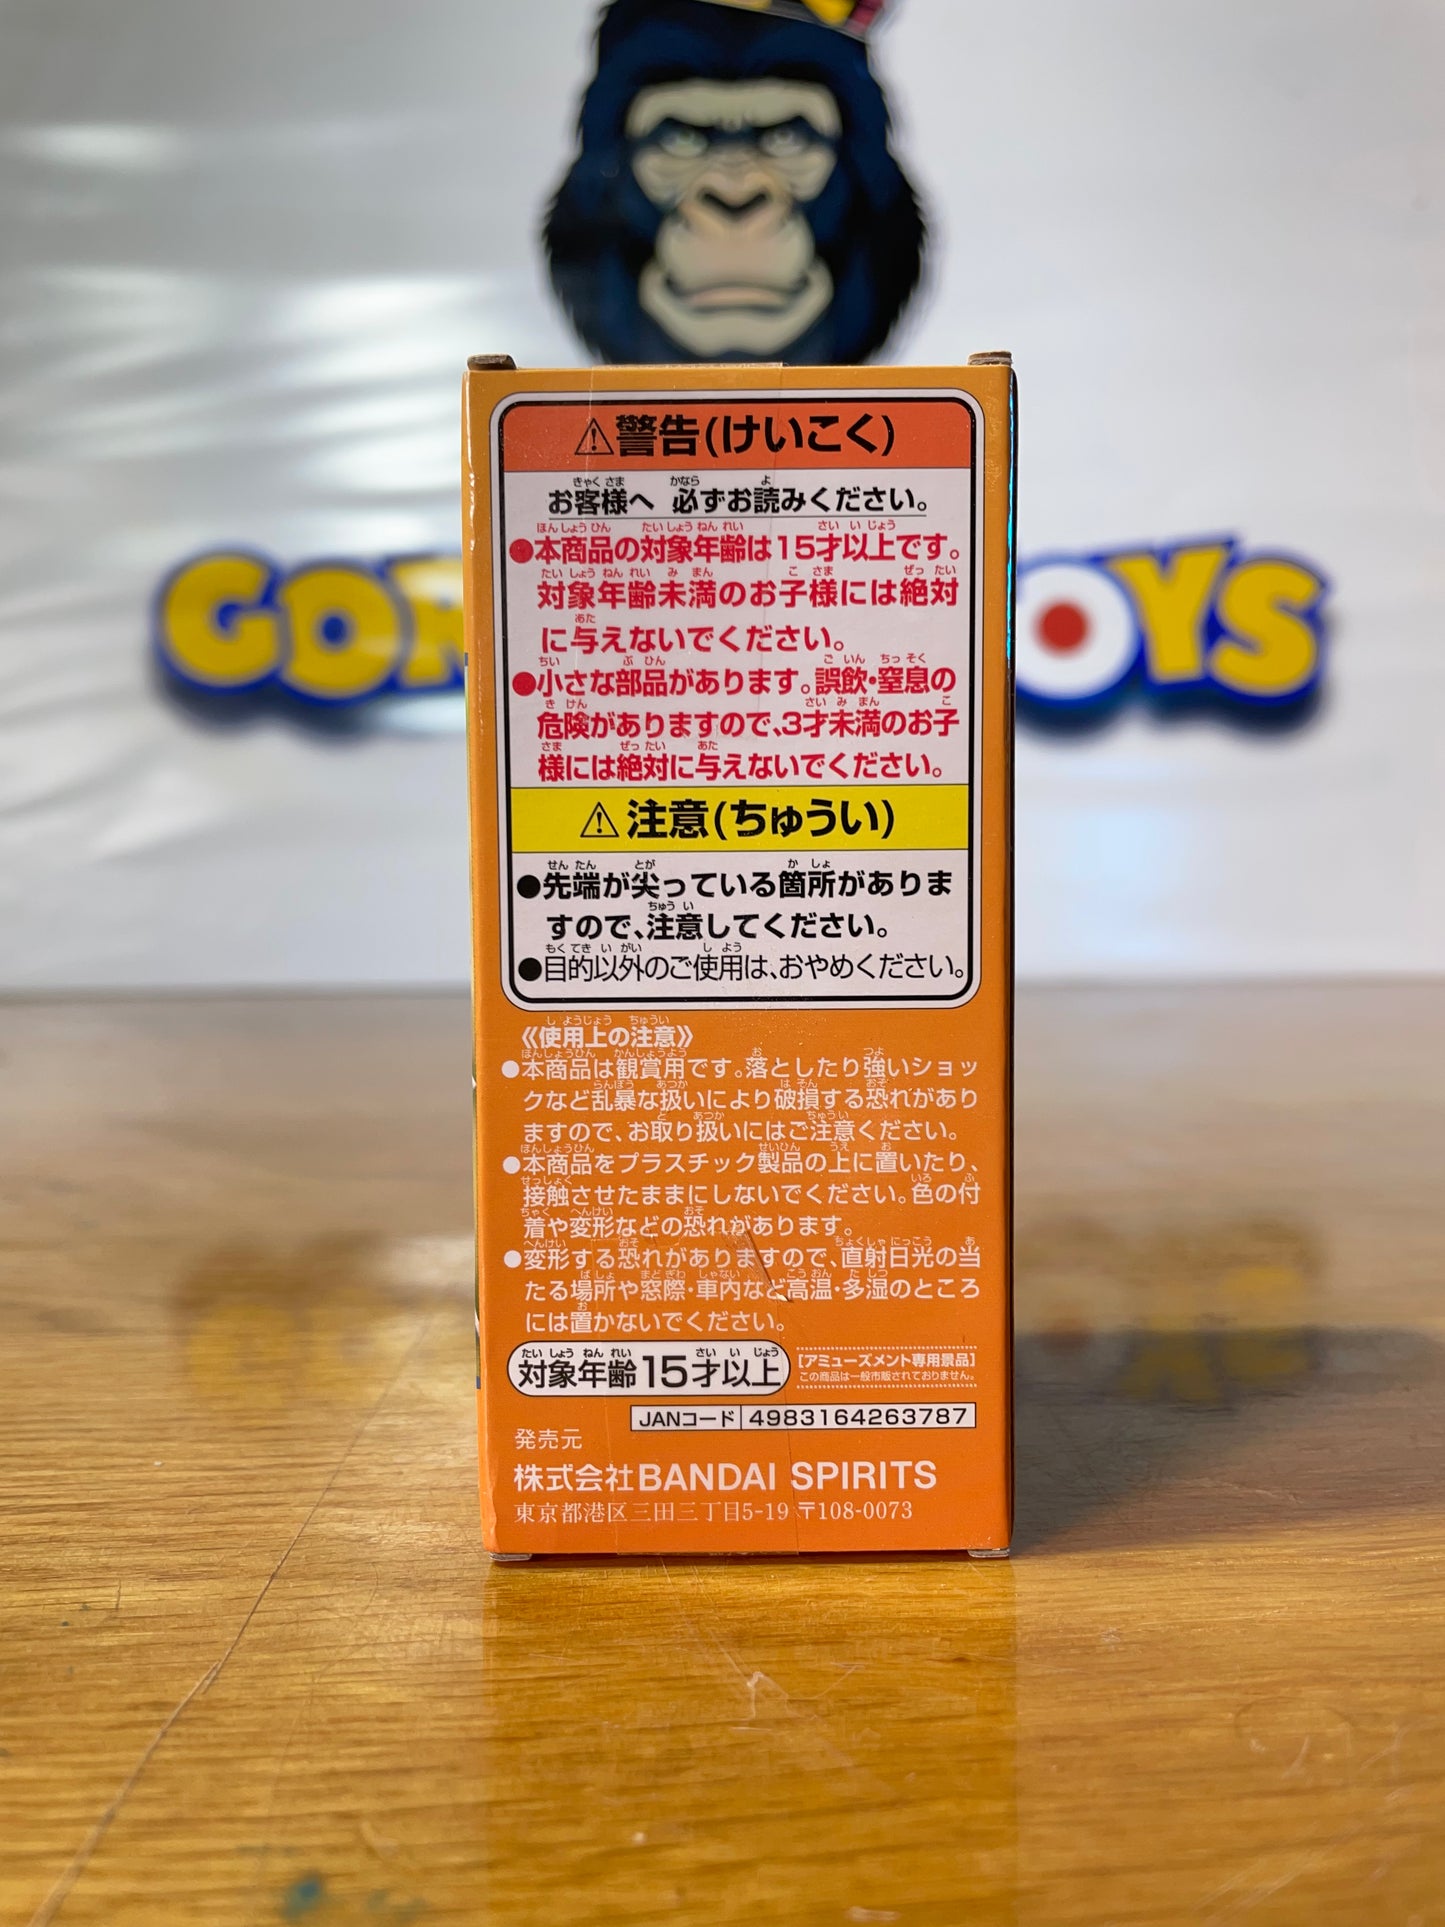 GOR
OYS
⚠警告(けいこく)
お客様へ 必ずお読みください。
●本商品の対象年齢は15才以上です。
対象年齢未満のお子様には絶対
に与えないでください。
●小さな部品があります。誤飲・窒息の
危険がありますので、3才未満のお子
様には絶対に与えないでください。
⚠注意(ちゅうい)
●先端が尖っている箇所がありま
すので、注意してください。
●目的以外のご使用は、おやめください。
《使用上の注意》
●本商品は観賞用です。落としたり強いショッ
クなど乱暴な扱いにより破損する恐れがあり
ますので、お取り扱いにはご注意ください。
●本商品をプラスチック製品の上に置いたり、
接触させたままにしないでください。色の付
着や変形などの恐れがあります。
●変形する恐れがありますので、直射日光の当
たる場所や窓際・車内など高温・多湿のところ
には置かないでください。
対象年齢15才以上
[アミューズメント専用景品]
この商品は一般市販されておりません。
JANコード 4983164263787
発売元
株式会社BANDAI SPIRITS
東京都港区三田三丁目5-19 〒108-0073